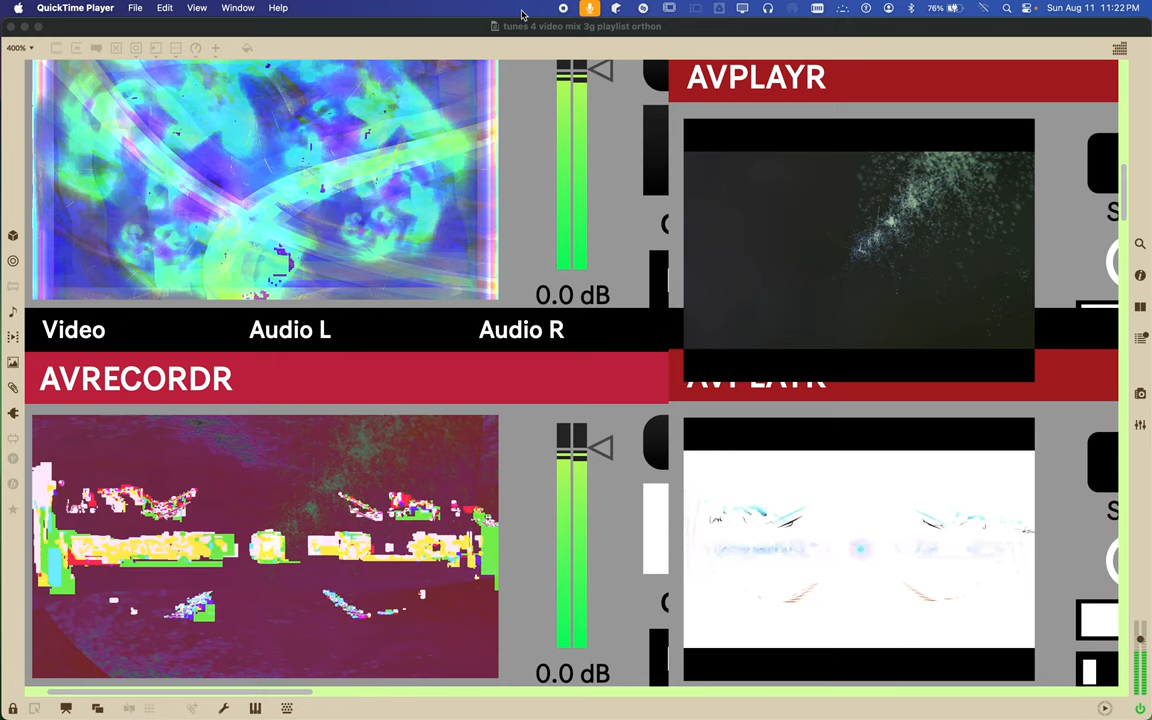 QuickTime Player File Edit View Window Help 76% Sun Aug 11 11:22 PM
tunes 4 video mix 3g playlist orthon
400%
AVPLAYR
S
0.0 dB
Video Audio L Audio R
AVRECORDR
AVPLAYR
S
0.0 dB